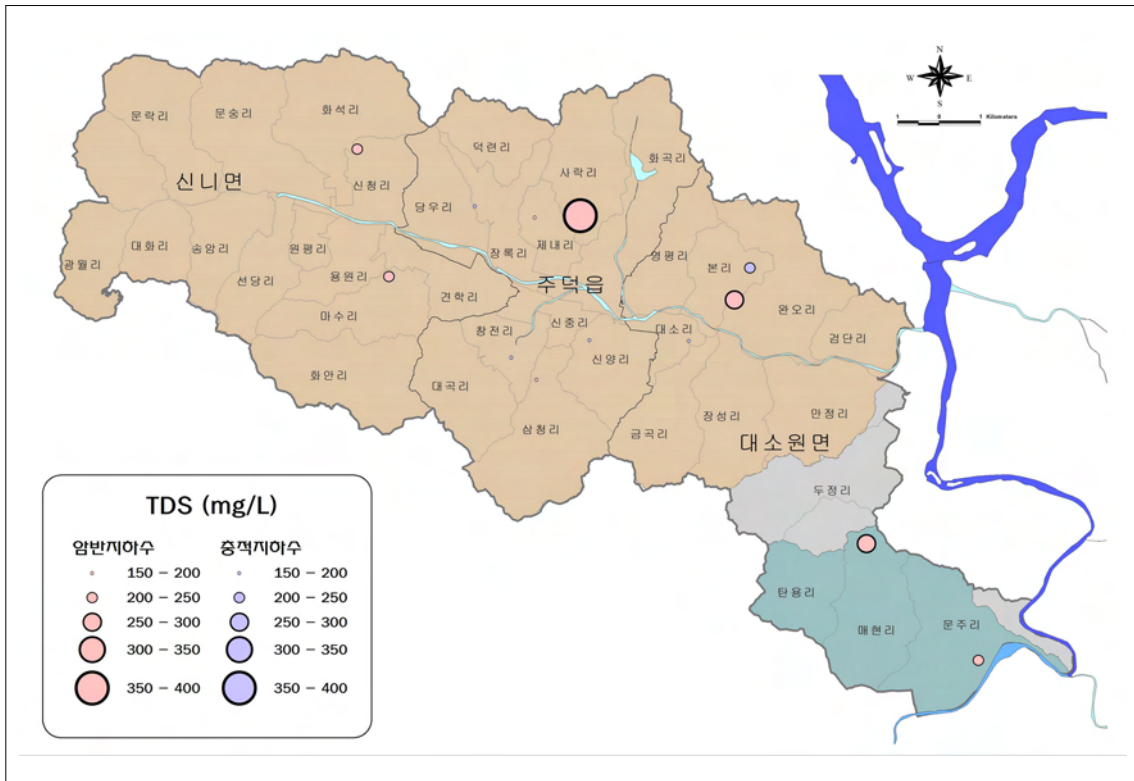 N
W E
S
1 0 1 Kilometers
문락리
문숭리
화석리
신니면
신청리
덕련리
사락리
화곡리
당우리
장록리
제내리
주덕읍
영평리
본리
완오리
검단리
광월리
대화리
송암리
선당리
원평리
용원리
견학리
마수리
화안리
창전리
신중리
신양리
대소리
대곡리
삼청리
금곡리
장성리
만정리
대소원면
두정리
탄용리
매현리
문주리
TDS (mg/L)
암반지하수 충적지하수
150 – 200 150 – 200
200 – 250 200 – 250
250 – 300 250 – 300
300 – 350 300 – 350
350 – 400 350 – 400